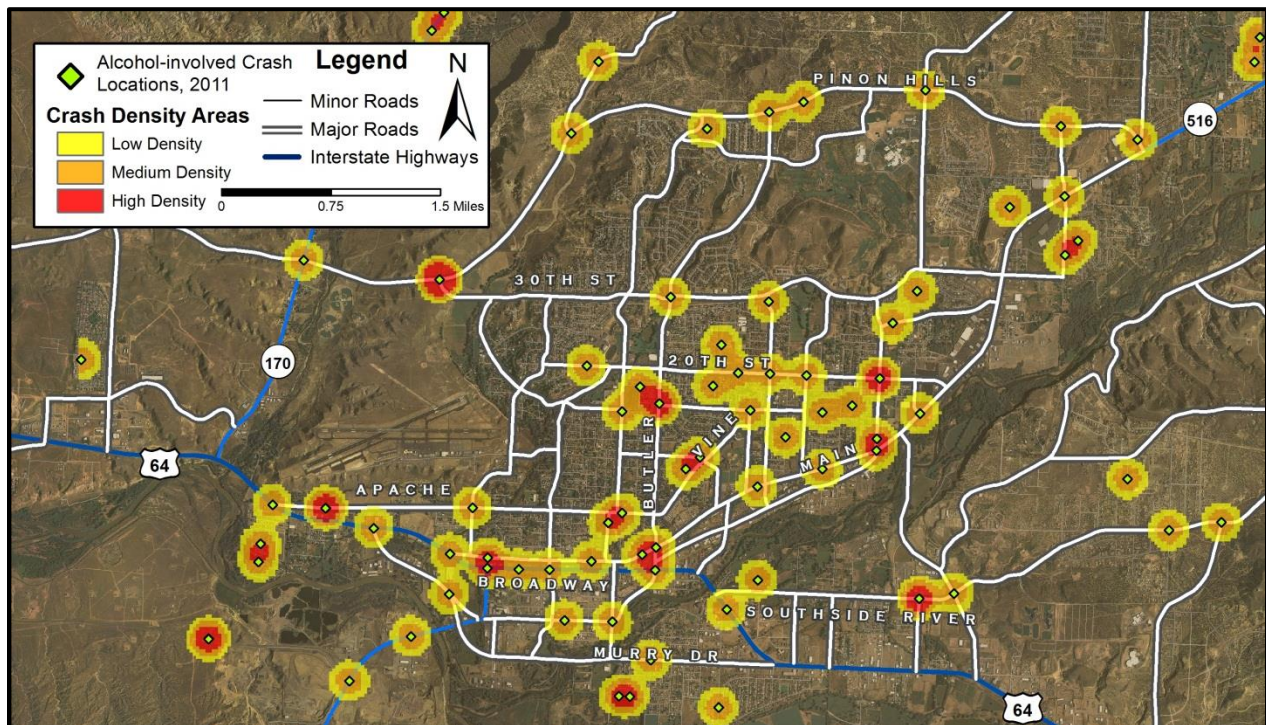 Legend
Alcohol-involved Crash
Locations, 2011
N
Crash Density Areas
Low Density
Medium Density
High Density
Minor Roads
Major Roads
Interstate Highways
0 0.75 1.5 Miles
PINON HILLS
516
30TH ST
170
20TH ST
BUTLER
VINE
MAIN
64
APACHE
BROADWAY
SOUTHSIDE RIVER
MURRY DR
64